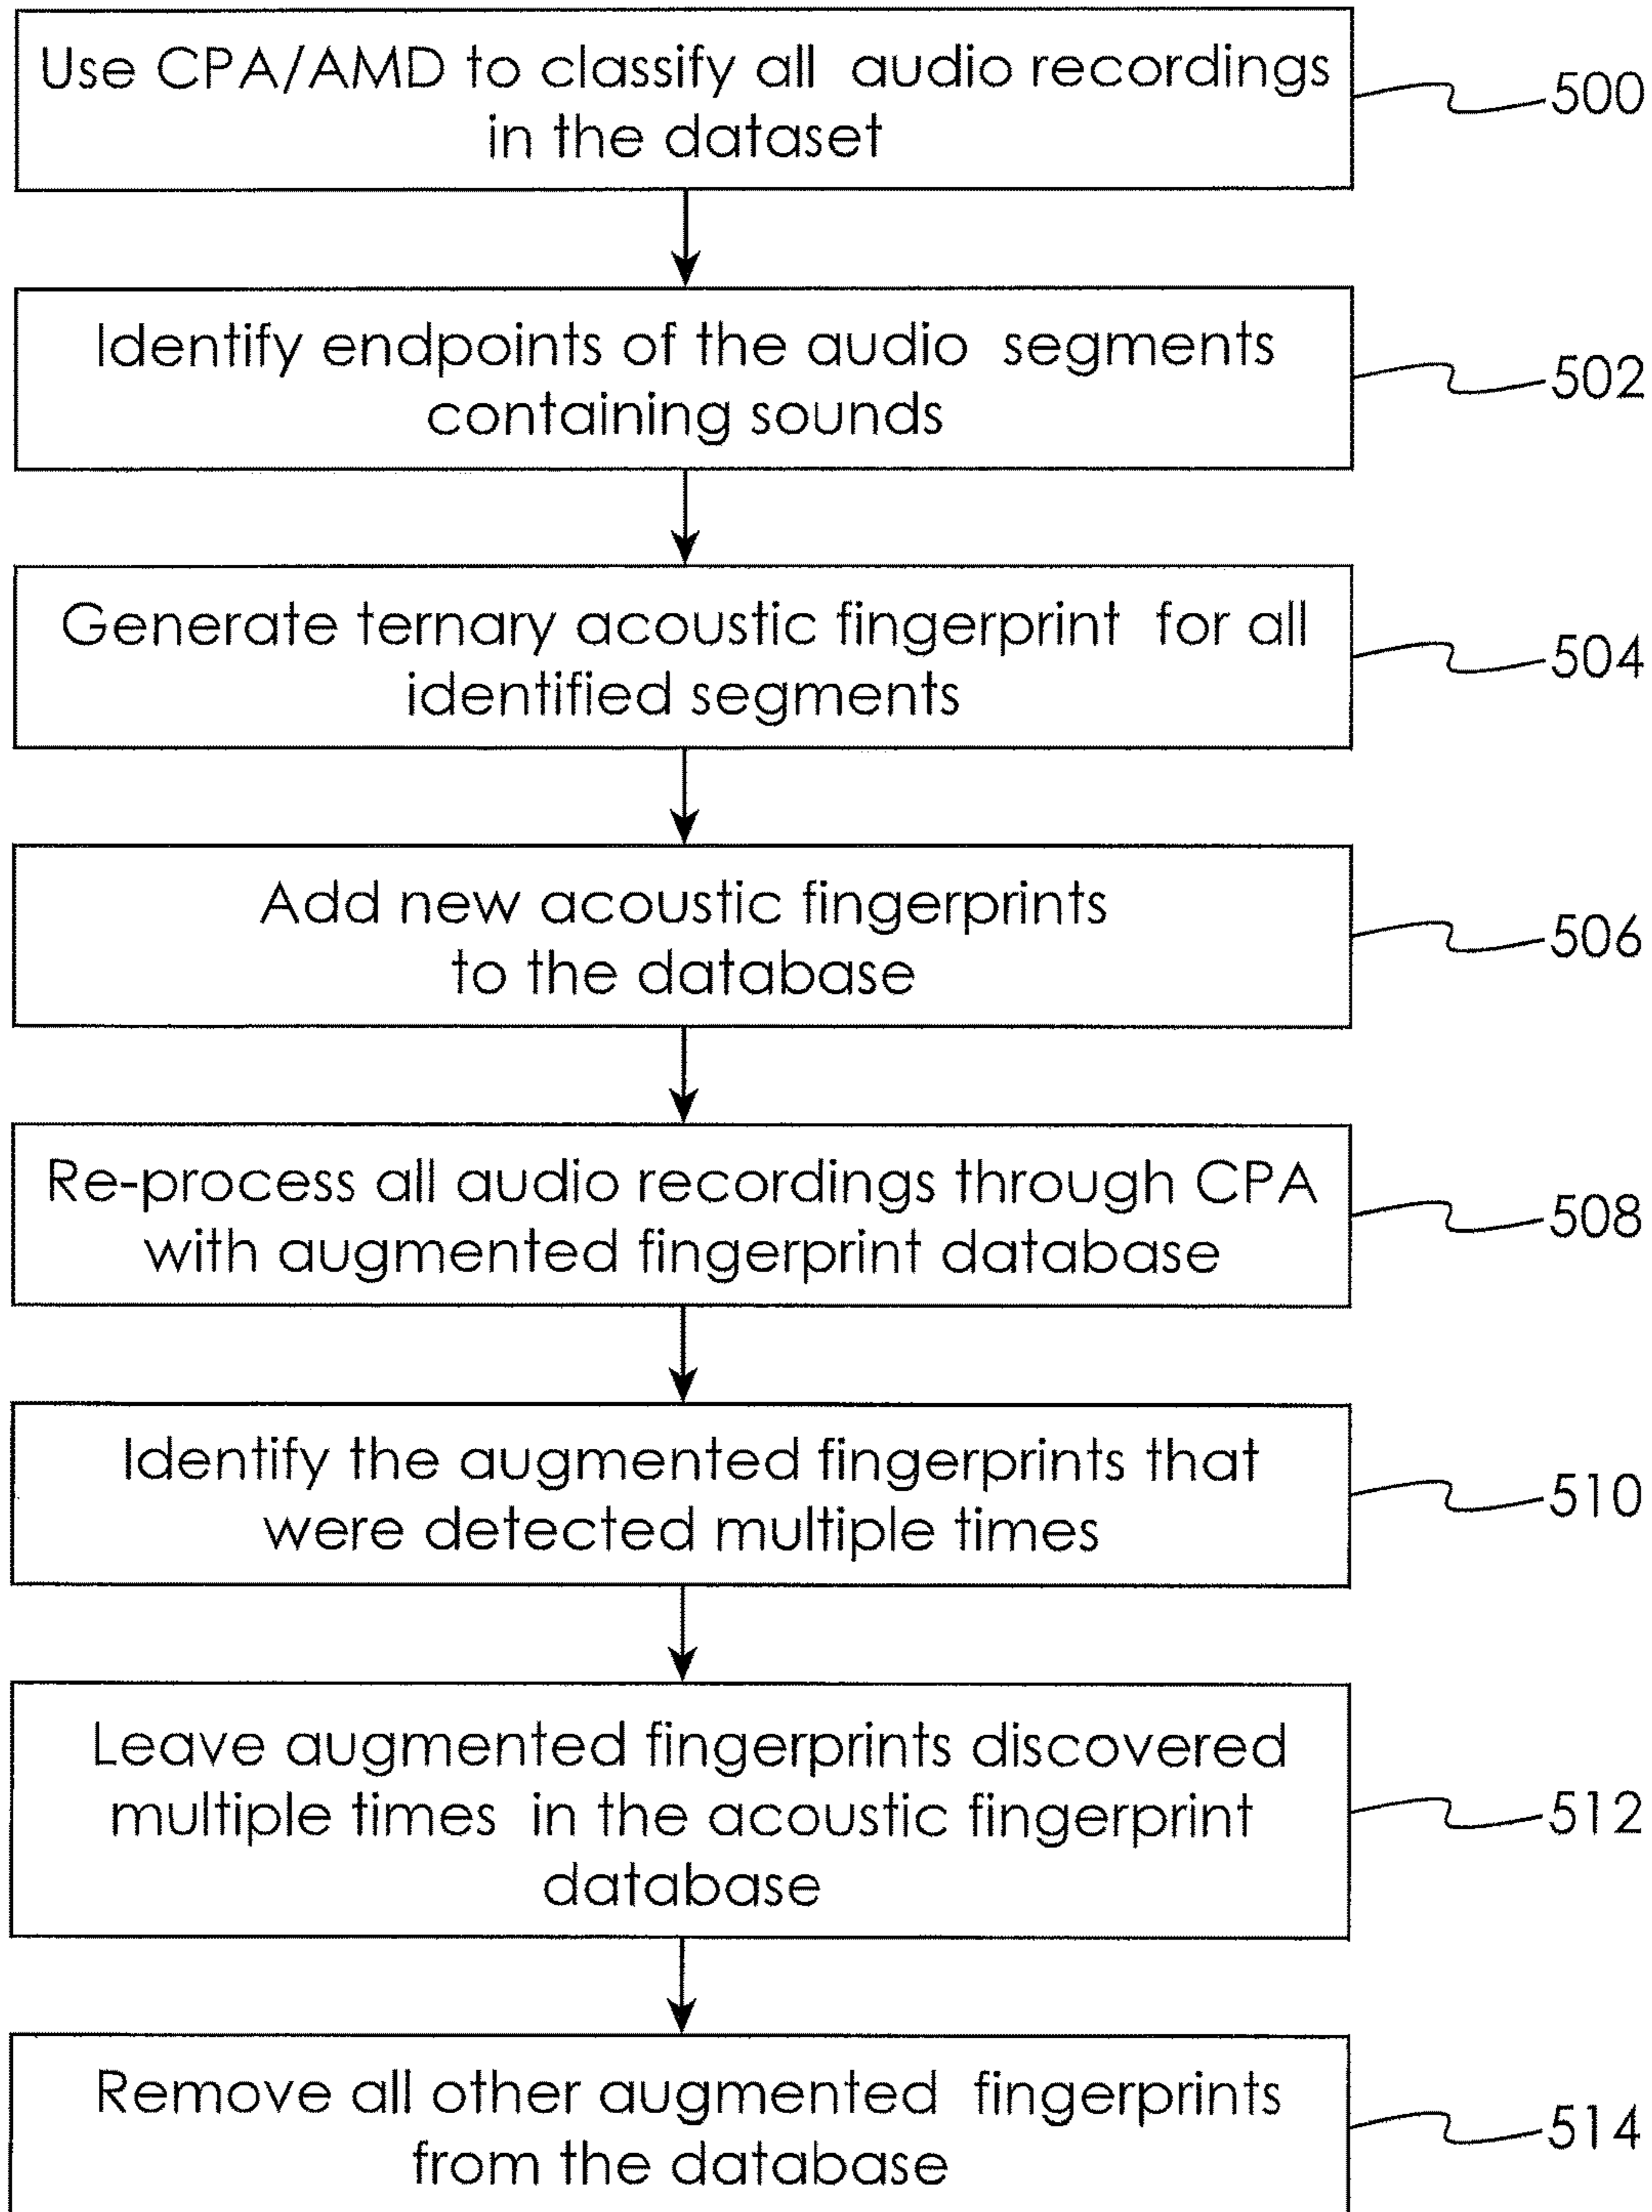 Use CPA/AMD to classify all audio recordings
in the dataset
500
Identify endpoints of the audio segments
containing sounds
502
Generate ternary acoustic fingerprint for all
identified segments
504
Add new acoustic fingerprints
to the database
506
Re-process all audio recordings through CPA
with augmented fingerprint database
508
Identify the augmented fingerprints that
were detected multiple times
510
Leave augmented fingerprints discovered
multiple times in the acoustic fingerprint
database
512
Remove all other augmented fingerprints
from the database
514